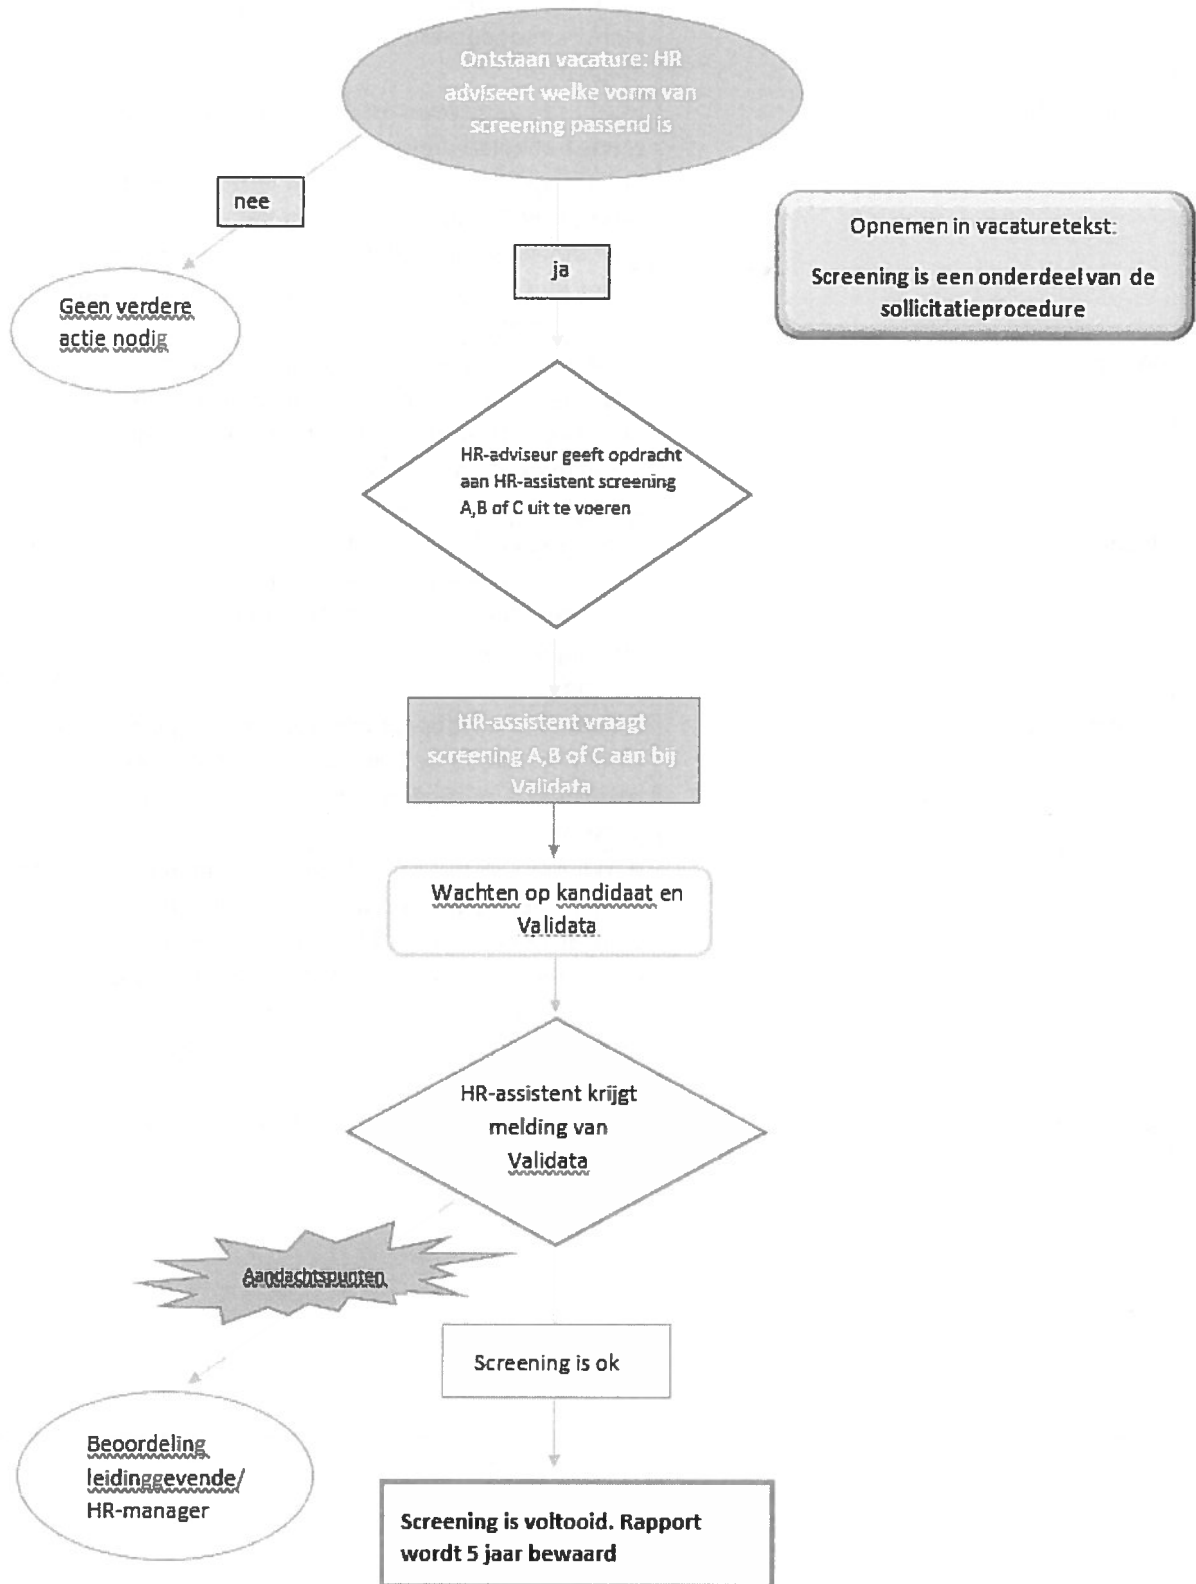 Ontstaan vacature: HR
adviseert welke vorm van
screening passend is
nee
ja
Opnemen in vacaturetekst:
Screening is een onderdeel van de
sollicitatieprocedure
Geen verdere
actie nodig
HR-adviseur geeft opdracht
aan HR-assistent screening
A,B of C uit te voeren
HR-assistent vraagt
screening A,B of C aan bij
Validata
Wachten op kandidaat en
Validata
HR-assistent krijgt
melding van
Validata
Aandachtspunten
Screening is ok
Beoordeling
leidinggevende/
HR-manager
Screening is voltooid. Rapport
wordt 5 jaar bewaard